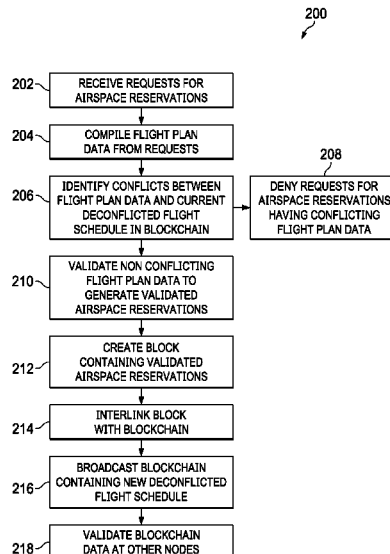 200
202
RECEIVE REQUESTS FOR
AIRSPACE RESERVATIONS
204
COMPILE FLIGHT PLAN
DATA FROM REQUESTS
206
IDENTIFY CONFLICTS BETWEEN
FLIGHT PLAN DATA AND CURRENT
DECONFLICTED FLIGHT
SCHEDULE IN BLOCKCHAIN
208
DENY REQUESTS FOR
AIRSPACE RESERVATIONS
HAVING CONFLICTING
FLIGHT PLAN DATA
210
VALIDATE NON CONFLICTING
FLIGHT PLAN DATA TO
GENERATE VALIDATED
AIRSPACE RESERVATIONS
212
CREATE BLOCK
CONTAINING VALIDATED
AIRSPACE RESERVATIONS
214
INTERLINK BLOCK
WITH BLOCKCHAIN
216
BROADCAST BLOCKCHAIN
CONTAINING NEW DECONFLICTED
FLIGHT SCHEDULE
218
VALIDATE BLOCKCHAIN
DATA AT OTHER NODES